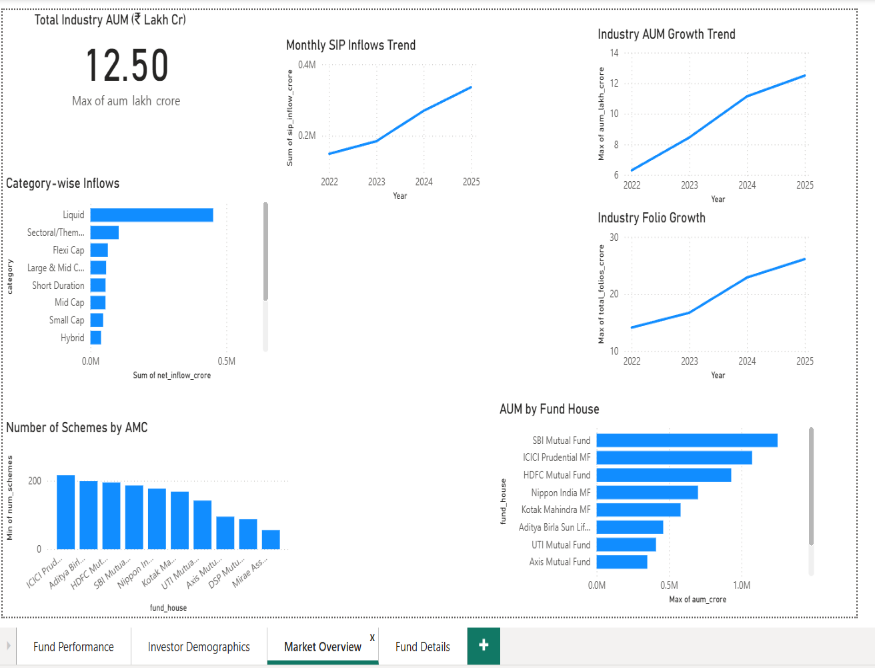 Total Industry AUM (₹ Lakh Cr)
12.50
Max of aum lakh crore
Monthly SIP Inflows Trend
Sum of sip_inflow_crore
0.4M
0.2M
2022 2023 2024 2025
Year
Industry AUM Growth Trend
Max of aum_lakh_crore
14
12
10
8
6
2022 2023 2024 2025
Year
Category-wise Inflows
category
Liquid
Sectoral/Them...
Flexi Cap
Large & Mid C...
Short Duration
Mid Cap
Small Cap
Hybrid
0.0M 0.5M
Sum of net_inflow_crore
Industry Folio Growth
Max of total_folios_crore
30
20
10
2022 2023 2024 2025
Year
Number of Schemes by AMC
Min of num_schemes
200
0
ICICI Prud...
Aditya Birl...
HDFC Mut...
SBI Mutua...
Nippon In...
Kotak Ma...
UTI Mutua...
Axis Mutu...
DSP Mutu...
Mirae Ass...
fund_house
AUM by Fund House
fund_house
SBI Mutual Fund
ICICI Prudential MF
HDFC Mutual Fund
Nippon India MF
Kotak Mahindra MF
Aditya Birla Sun Lif...
UTI Mutual Fund
Axis Mutual Fund
0.0M 0.5M 1.0M
Max of aum_crore
Fund Performance
Investor Demographics
Market Overview
x
Fund Details
+